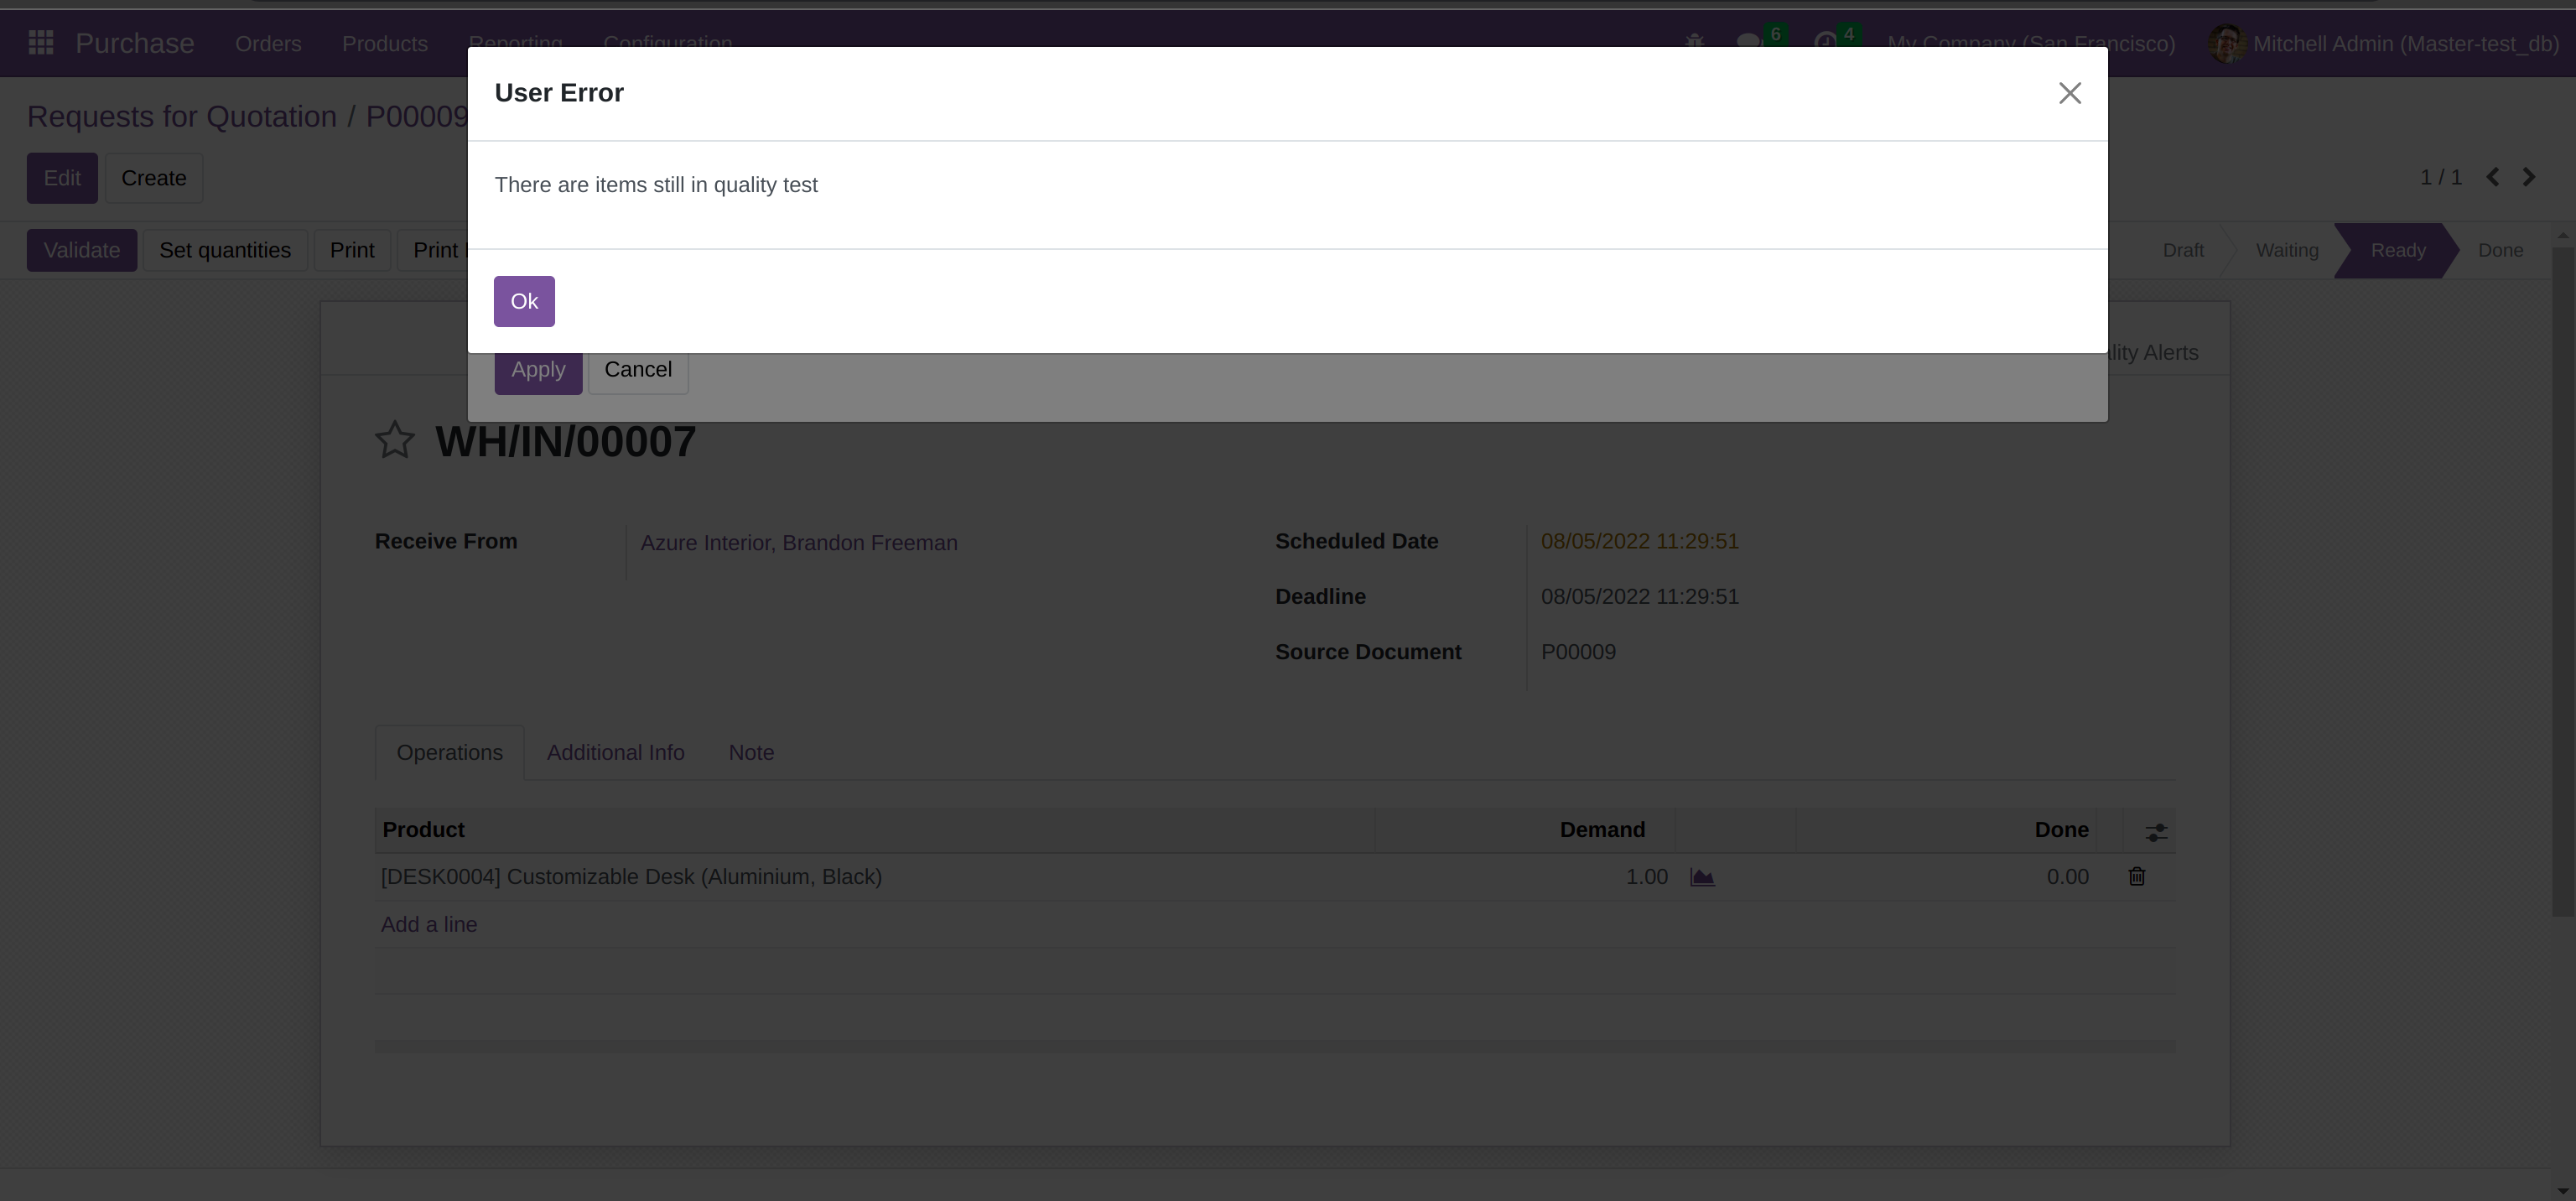 Purchase Orders Products Reporting Configuration 6 4 My Company (San Francisco) Mitchell Admin (Master-test_db)
User Error
Requests for Quotation / P00009
Edit Create
1 / 1
There are items still in quality test
Validate Set quantities Print Print
Draft Waiting Ready Done
Ok
lity Alerts
Apply Cancel
WH/IN/00007
Receive From Azure Interior, Brandon Freeman
Scheduled Date 08/05/2022 11:29:51
Deadline 08/05/2022 11:29:51
Source Document P00009
Operations Additional Info Note
Product Demand Done
[DESK0004] Customizable Desk (Aluminium, Black) 1.00 0.00
Add a line